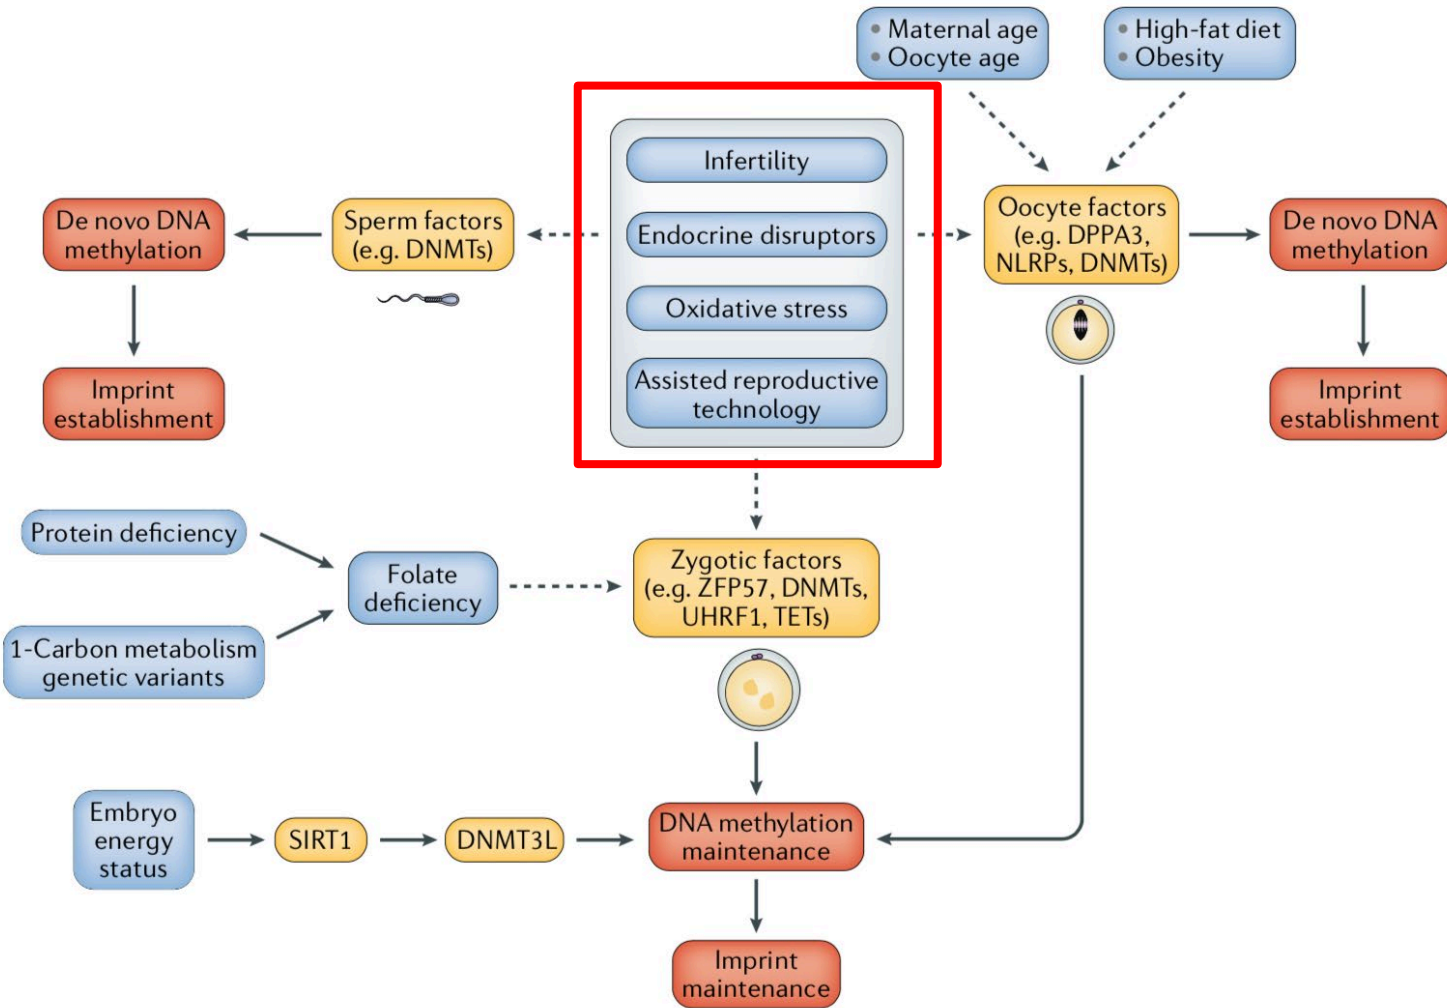 • Maternal age
• Oocyte age
• High-fat diet
• Obesity
Infertility
Endocrine disruptors
Oxidative stress
Assisted reproductive
technology
De novo DNA
methylation
Sperm factors
(e.g. DNMTs)
Oocyte factors
(e.g. DPPA3,
NLRPs, DNMTs)
De novo DNA
methylation
Imprint
establishment
Imprint
establishment
Protein deficiency
Folate
deficiency
1-Carbon metabolism
genetic variants
Zygotic factors
(e.g. ZFP57, DNMTs,
UHRF1, TETs)
Embryo
energy
status
SIRT1
DNMT3L
DNA methylation
maintenance
Imprint
maintenance